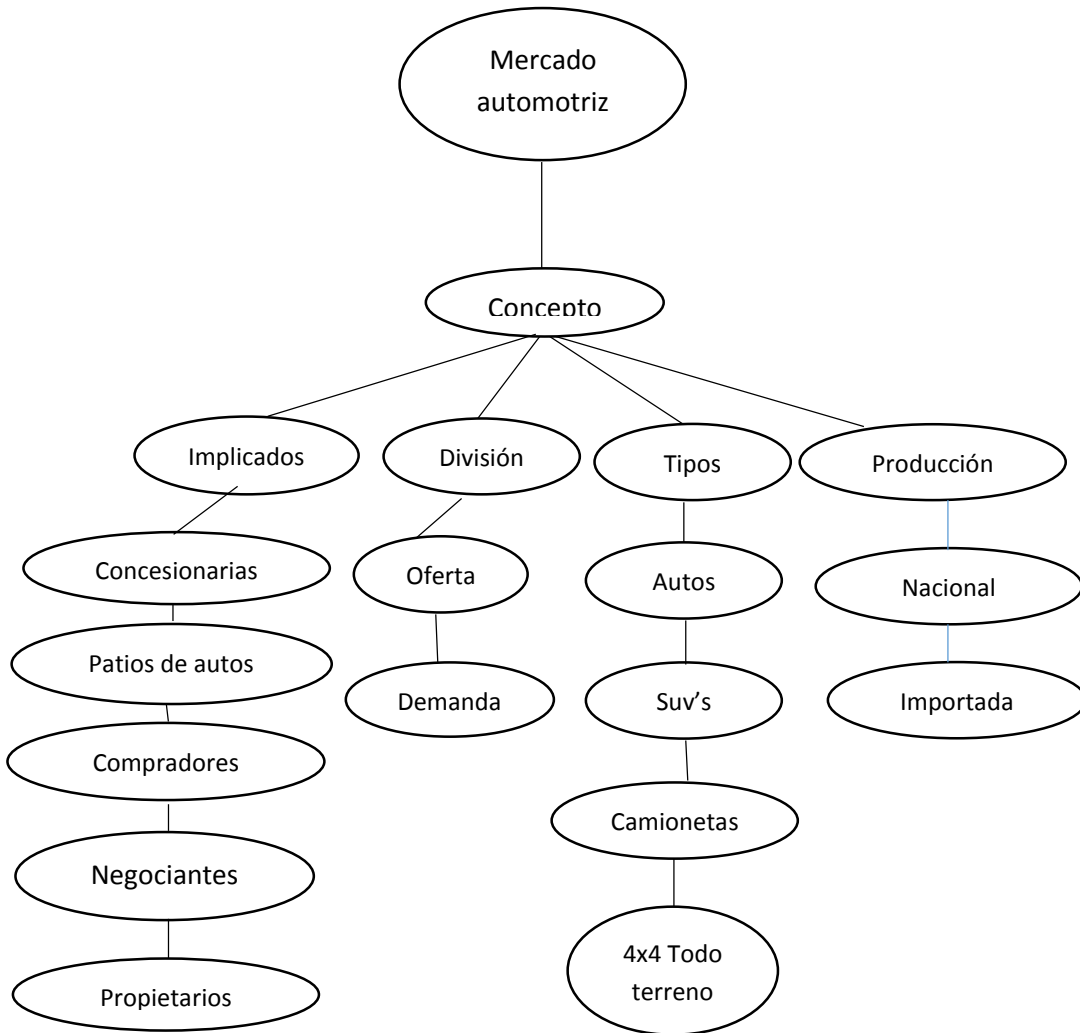 Mercado
automotriz
Concepto
Implicados
División
Tipos
Producción
Concesionarias
Oferta
Autos
Nacional
Patios de autos
Demanda
Suv’s
Importada
Compradores
Camionetas
Negociantes
4x4 Todo
terreno
Propietarios